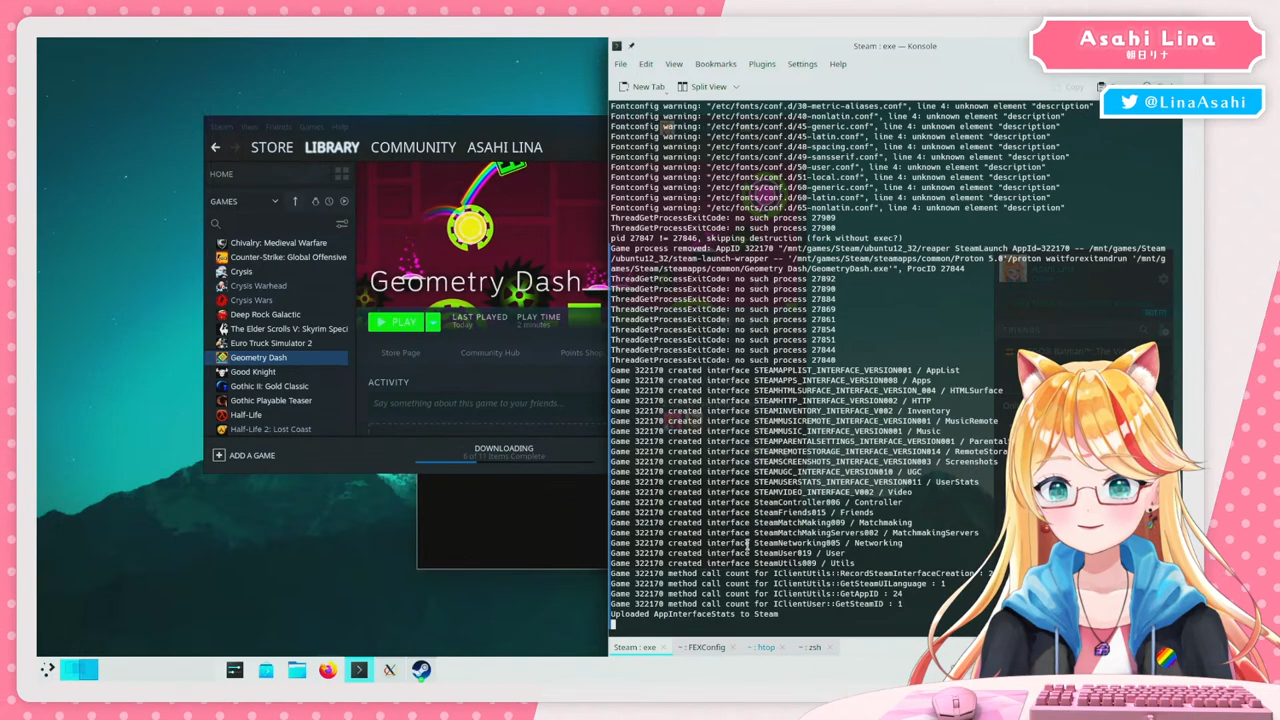 Asahi Lina
朝日リナ
@LinaAsahi
Steam : exe — Konsole
File Edit View Bookmarks Plugins Settings Help
New Tab Split View Copy
Steam View Friends Games Help
STORE LIBRARY COMMUNITY ASAHI LINA
HOME
GAMES
Chivalry: Medieval Warfare
Counter-Strike: Global Offensive
Crysis
Crysis Warhead
Crysis Wars
Deep Rock Galactic
The Elder Scrolls V: Skyrim Speci
Euro Truck Simulator 2
Geometry Dash
Good Knight
Gothic II: Gold Classic
Gothic Playable Teaser
Half-Life
Half-Life 2: Lost Coast
ADD A GAME
Geometry Dash
PLAY
LAST PLAYED
Today
PLAY TIME
2 minutes
Store Page Community Hub Points Shop
ACTIVITY
Say something about this game to your friends...
DOWNLOADING
6 of 11 Items Complete
Fontconfig warning: "/etc/fonts/conf.d/30-metric-aliases.conf", line 4: unknown element "description"
Fontconfig warning: "/etc/fonts/conf.d/40-nonlatin.conf", line 4: unknown element "description"
Fontconfig warning: "/etc/fonts/conf.d/45-generic.conf", line 4: unknown element "description"
Fontconfig warning: "/etc/fonts/conf.d/45-latin.conf", line 4: unknown element "description"
Fontconfig warning: "/etc/fonts/conf.d/48-spacing.conf", line 4: unknown element "description"
Fontconfig warning: "/etc/fonts/conf.d/49-sansserif.conf", line 4: unknown element "description"
Fontconfig warning: "/etc/fonts/conf.d/50-user.conf", line 4: unknown element "description"
Fontconfig warning: "/etc/fonts/conf.d/51-local.conf", line 4: unknown element "description"
Fontconfig warning: "/etc/fonts/conf.d/60-generic.conf", line 4: unknown element "description"
Fontconfig warning: "/etc/fonts/conf.d/60-latin.conf", line 4: unknown element "description"
Fontconfig warning: "/etc/fonts/conf.d/65-nonlatin.conf", line 4: unknown element "description"
ThreadGetProcessExitCode: no such process 27909
ThreadGetProcessExitCode: no such process 27900
pid 27847 != 27846, skipping destruction (fork without exec?)
Game process removed: AppID 322170 "/mnt/games/Steam/ubuntu12_32/reaper SteamLaunch AppId=322170 -- /mnt/games/Steam
/ubuntu12_32/steam-launch-wrapper -- '/mnt/games/Steam/steamapps/common/Proton 5.0'/proton waitforexitandrun '/mnt/g
ames/Steam/steamapps/common/Geometry Dash/GeometryDash.exe'", ProcID 27844
ThreadGetProcessExitCode: no such process 27892
ThreadGetProcessExitCode: no such process 27890
ThreadGetProcessExitCode: no such process 27884
ThreadGetProcessExitCode: no such process 27869
ThreadGetProcessExitCode: no such process 27861
ThreadGetProcessExitCode: no such process 27854
ThreadGetProcessExitCode: no such process 27851
ThreadGetProcessExitCode: no such process 27844
ThreadGetProcessExitCode: no such process 27840
Game 322170 created interface STEAMAPPLIST_INTERFACE_VERSION001 / AppList
Game 322170 created interface STEAMAPPS_INTERFACE_VERSION008 / Apps
Game 322170 created interface STEAMHTMLSURFACE_INTERFACE_VERSION_004 / HTMLSurface
Game 322170 created interface STEAMHTTP_INTERFACE_VERSION002 / HTTP
Game 322170 created interface STEAMINVENTORY_INTERFACE_V002 / Inventory
Game 322170 created interface STEAMMUSICREMOTE_INTERFACE_VERSION001 / MusicRemote
Game 322170 created interface STEAMMUSIC_INTERFACE_VERSION001 / Music
Game 322170 created interface STEAMPARENTALSETTINGS_INTERFACE_VERSION001 / Parental
Game 322170 created interface STEAMREMOTESTORAGE_INTERFACE_VERSION014 / RemoteStora
Game 322170 created interface STEAMSCREENSHOTS_INTERFACE_VERSION003 / Screenshots
Game 322170 created interface STEAMUGC_INTERFACE_VERSION010 / UGC
Game 322170 created interface STEAMUSERSTATS_INTERFACE_VERSION011 / UserStats
Game 322170 created interface STEAMVIDEO_INTERFACE_V002 / Video
Game 322170 created interface SteamController006 / Controller
Game 322170 created interface SteamFriends015 / Friends
Game 322170 created interface SteamMatchMaking009 / Matchmaking
Game 322170 created interface SteamMatchMakingServers002 / MatchmakingServers
Game 322170 created interface SteamNetworking005 / Networking
Game 322170 created interface SteamUser019 / User
Game 322170 created interface SteamUtils009 / Utils
Game 322170 method call count for IClientUtils::RecordSteamInterfaceCreation : 2
Game 322170 method call count for IClientUtils::GetSteamUILanguage : 1
Game 322170 method call count for IClientUtils::GetAppID : 24
Game 322170 method call count for IClientUser::GetSteamID : 1
Uploaded AppInterfaceStats to Steam
Asahi Lina
FRIENDS
Steam : exe ~ : FEXConfig ~ : htop ~ : zsh